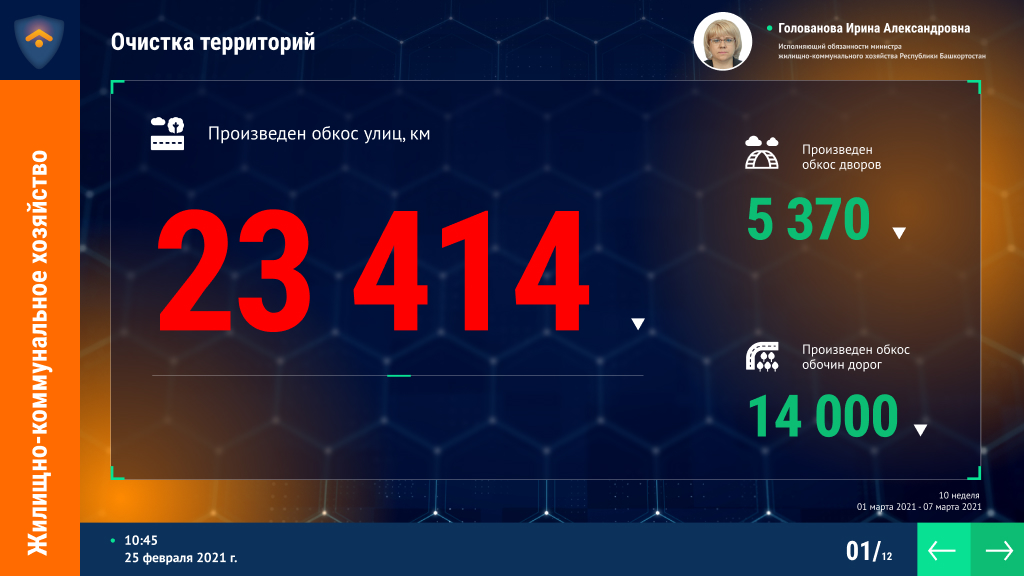 Жилищно-коммунальное хозяйство
Очистка территорий
Голованова Ирина Александровна
Исполняющий обязанности министра
жилищно-коммунального хозяйства Республики Башкортостан
Произведен обкос улиц, км
23 414
Произведен
обкос дворов
5 370
Произведен обкос
обочин дорог
14 000
10 неделя
01 марта 2021 - 07 марта 2021
10:45
25 февраля 2021 г.
01/12